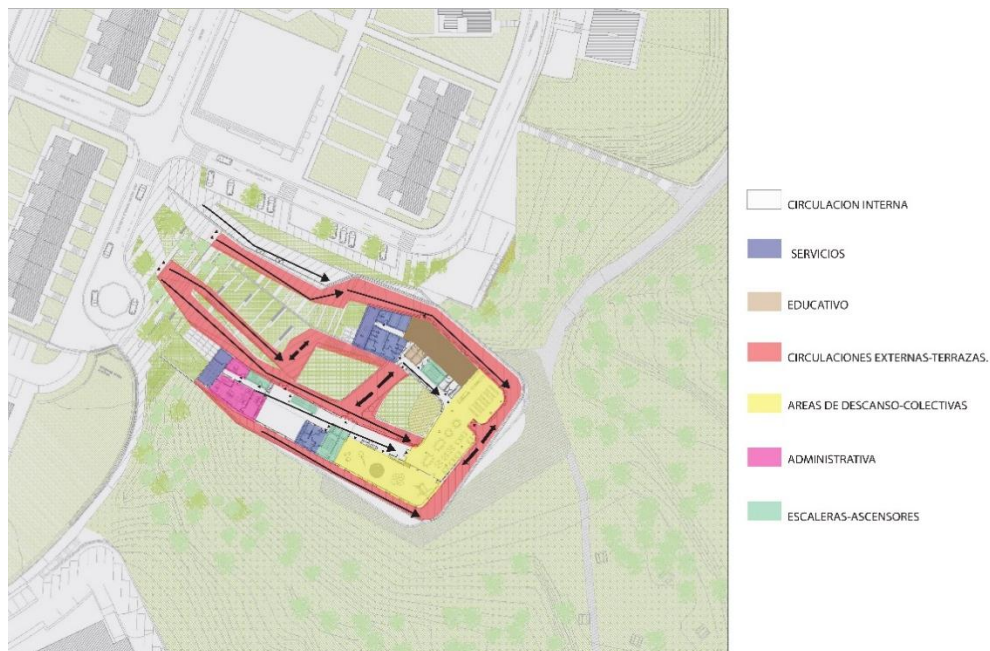 CIRCULACION INTERNA
SERVICIOS
EDUCATIVO
CIRCULACIONES EXTERNAS-TERRAZAS.
AREAS DE DESCANSO-COLECTIVAS
ADMINISTRATIVA
ESCALERAS-ASCENSORES